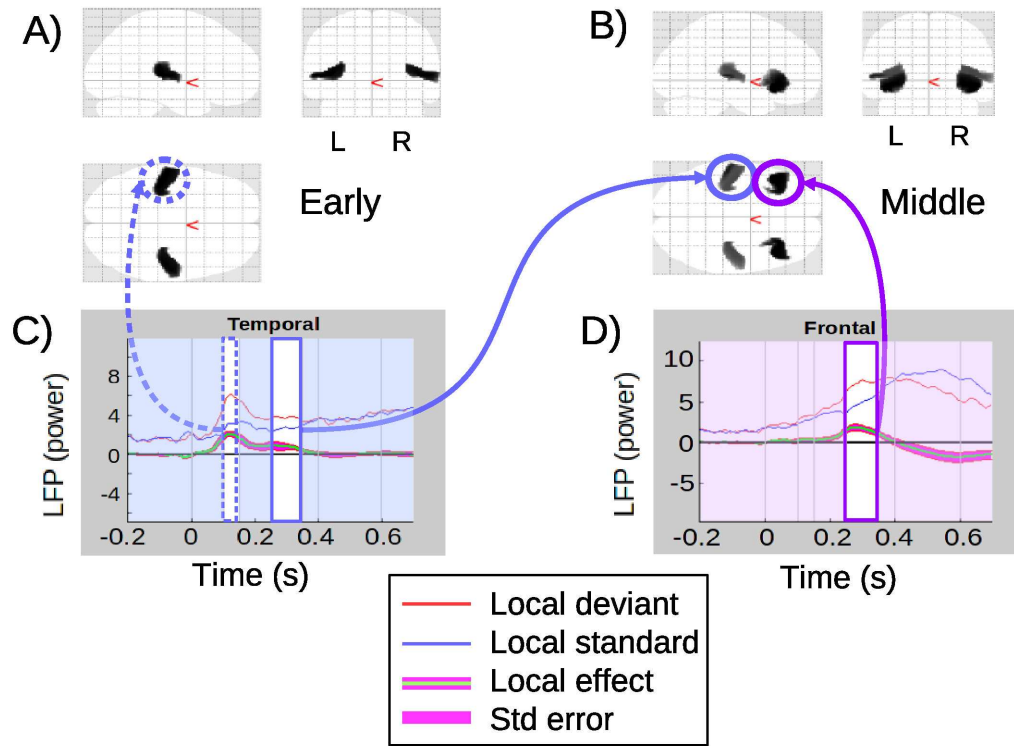 A)
B)
<
<
<
<
L R
L R
<
<
Early
Middle
C)
D)
Temporal
Frontal
LFP (power)
8
4
0
-4
-0.2 0 0.2 0.4 0.6
Time (s)
LFP (power)
10
5
0
-5
-0.2 0 0.2 0.4 0.6
Time (s)
Local deviant
Local standard
Local effect
Std error